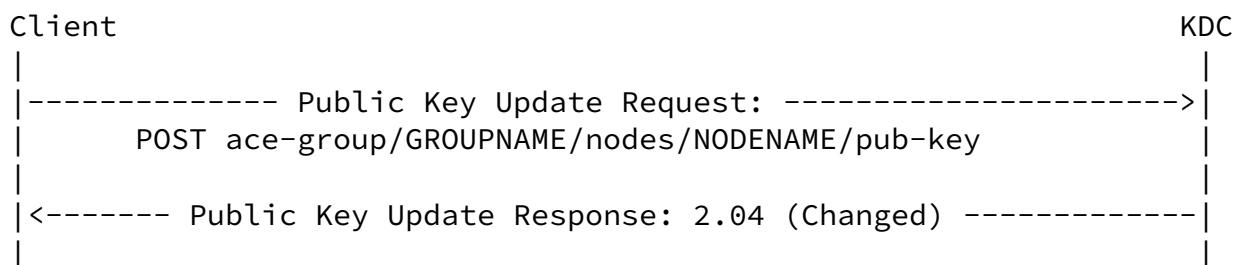 Client KDC
| |
|-------------- Public Key Update Request: ---------------------->|
| POST ace-group/GROUPNAME/nodes/NODENAME/pub-key |
| |
|<------- Public Key Update Response: 2.04 (Changed) -------------|
| |